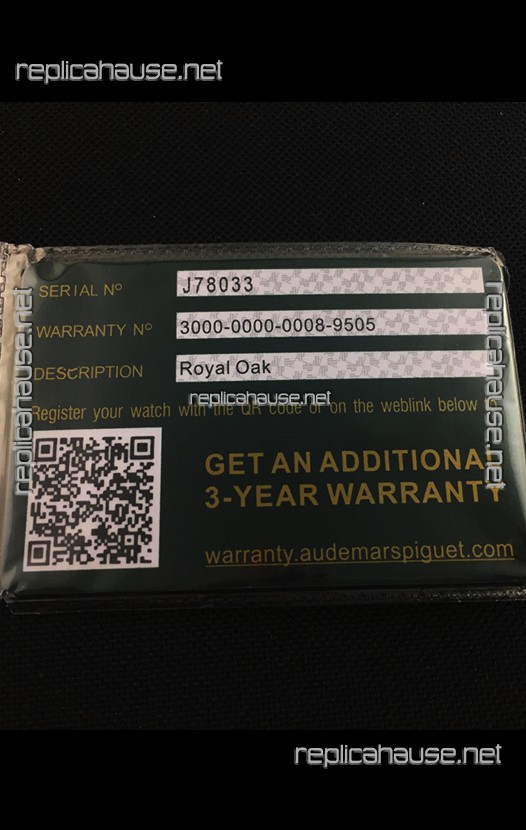 replicahause.net
SERIAL Nº J78033
WARRANTY Nº 3000-0000-0008-9505
DESCRIPTION Royal Oak
replicahause.net
Register your watch with the QR code or on the weblink below to
GET AN ADDITIONAL
3-YEAR WARRANTY
warranty.audemarspiguet.com
replicahause.net
replicahause.net
replicahause.net